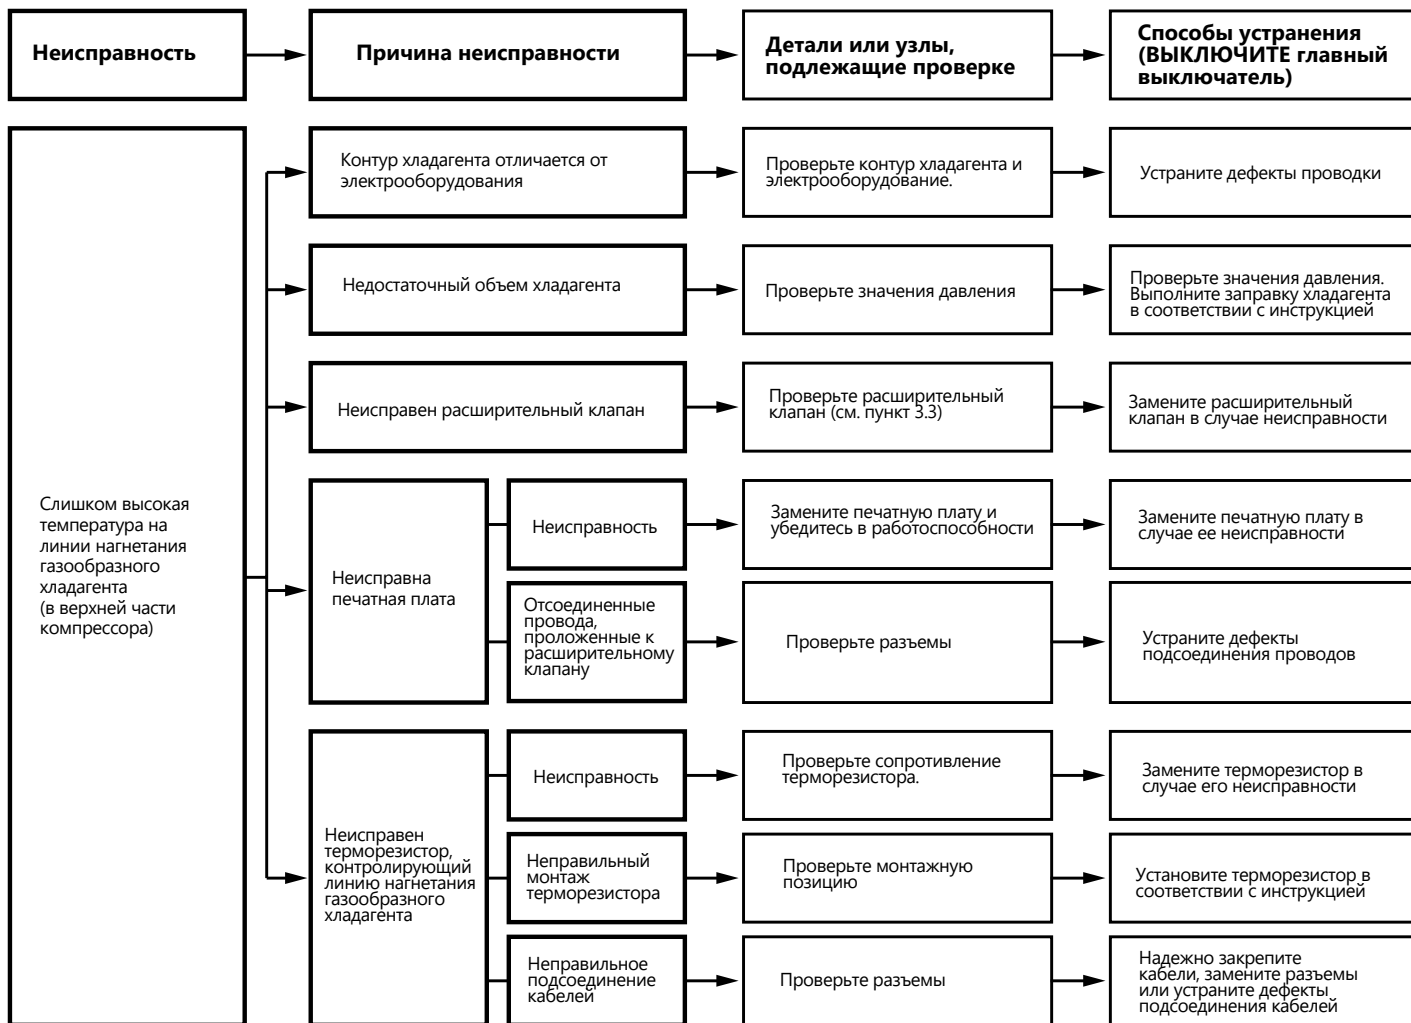 Неисправность
Причина неисправности
Детали или узлы,
подлежащие проверке
Способы устранения
(ВЫКЛЮЧИТЕ главный
выключатель)
Слишком высокая
температура на
линии нагнетания
газообразного
хладагента
(в верхней части
компрессора)
Контур хладагента отличается от
электрооборудования
Проверьте контур хладагента и
электрооборудование.
Устраните дефекты проводки
Недостаточный объем хладагента
Проверьте значения давления
Проверьте значения давления.
Выполните заправку хладагента
в соответствии с инструкцией
Неисправен расширительный клапан
Проверьте расширительный
клапан (см. пункт 3.3)
Замените расширительный
клапан в случае неисправности
Неисправна
печатная плата
Неисправность
Замените печатную плату и
убедитесь в работоспособности
Замените печатную плату в
случае ее неисправности
Отсоединенные
провода,
проложенные к
расширительному
клапану
Проверьте разъемы
Устраните дефекты
подсоединения проводов
Неисправен
терморезистор,
контролирующий
линию нагнетания
газообразного
хладагента
Неисправность
Проверьте сопротивление
терморезистора.
Замените терморезистор в
случае его неисправности
Неправильный
монтаж
терморезистора
Проверьте монтажную
позицию
Установите терморезистор в
соответствии с инструкцией
Неправильное
подсоединение
кабелей
Проверьте разъемы
Надежно закрепите
кабели, замените разъемы
или устраните дефекты
подсоединения кабелей